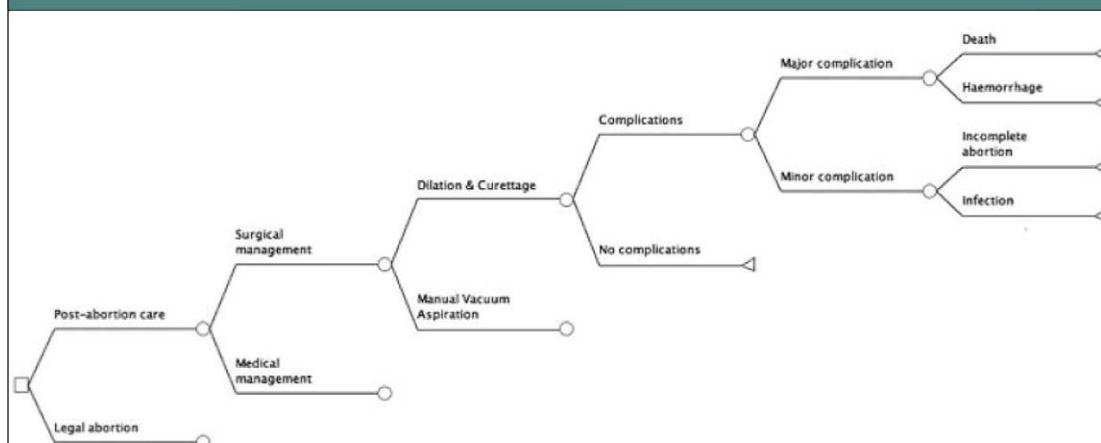 Death
Major complication
Haemorrhage
Complications
Incomplete
abortion
Minor complication
Dilation & Curettage
Infection
Surgical
management
No complications
Manual Vacuum
Aspiration
Post-abortion care
Medical
management
Legal abortion